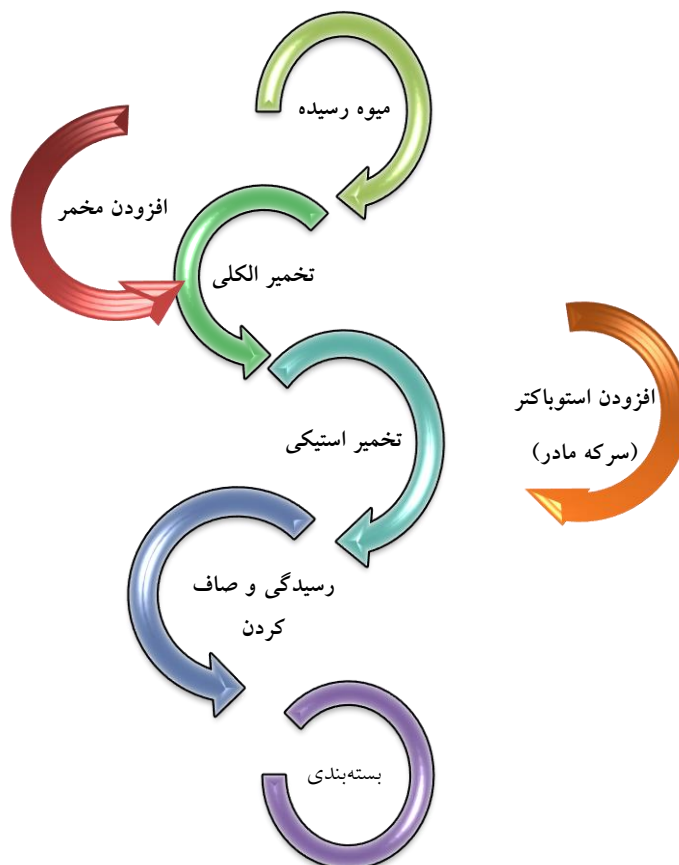 میوه رسیده
افزودن مخمر
تخمیر الکلی
افزودن استوباکتر
(سرکه مادر)
تخمیر استیکی
رسیدگی و صاف
کردن
بسته‌بندی